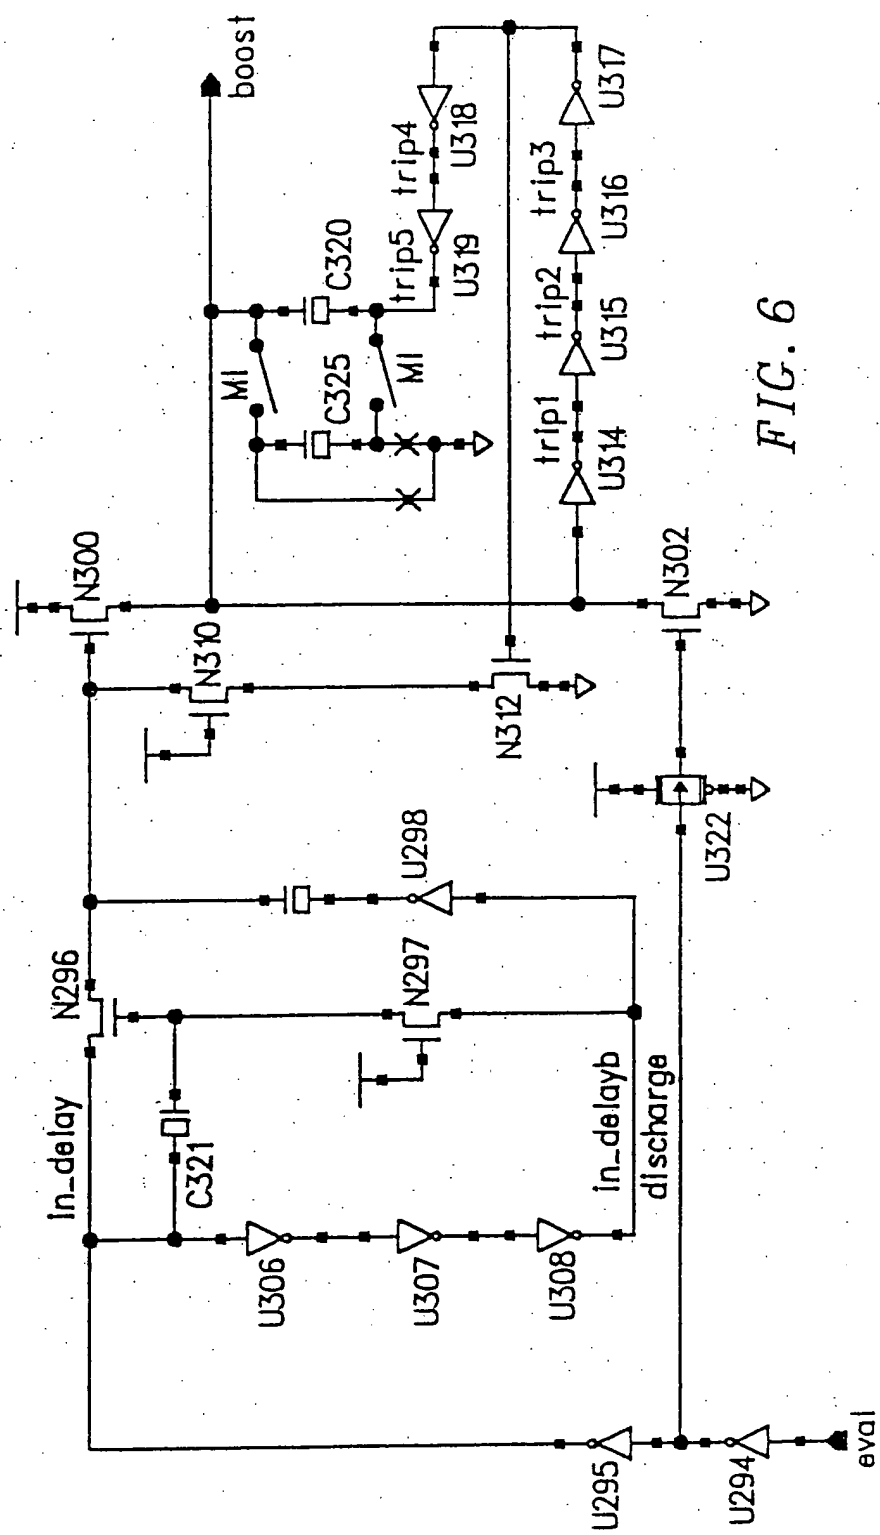 boost
N300
MI
C320
trip4
U318
C325
MI
trip5
U319
U317
trip3
U316
trip2
U315
trip1
U314
N302
N310
N312
U322
U298
N296
N297
in_delay
C321
in_delayb
discharge
U306
U307
U308
U295
U294
eval
FIG. 6